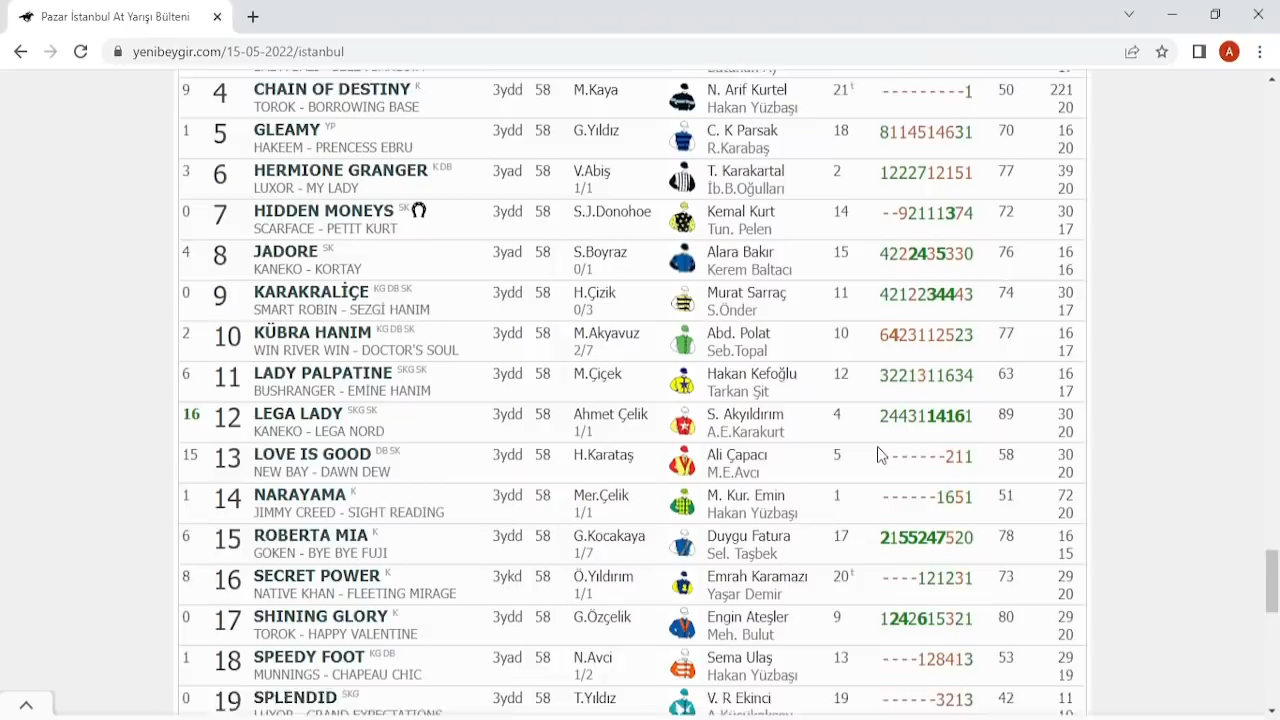 Pazar İstanbul At Yarışı Bülteni
yenibeygir.com/15-05-2022/istanbul
A
9 4 CHAIN OF DESTINY K 3ydd 58 M.Kaya N. Arif Kurtel 21 t - - - - - - - - -1 50 221
TOROK - BORROWING BASE Hakan Yüzbaşı 20
1 5 GLEAMY YP 3ydd 58 G.Yıldız C. K Parsak 18 8114514631 70 16
HAKEEM - PRENCESS EBRU R.Karabaş 20
3 6 HERMIONE GRANGER K DB 3yad 58 V.Abiş T. Karakartal 2 1222712151 77 39
LUXOR - MY LADY 1/1 İb.B.Oğulları 20
0 7 HIDDEN MONEYS SK 3ydd 58 S.J.Donohoe Kemal Kurt 14 --92111374 72 30
SCARFACE - PETIT KURT Tun. Pelen 17
4 8 JADORE SK 3yad 58 S.Boyraz Alara Bakır 15 4222435330 76 16
KANEKO - KORTAY 0/1 Kerem Baltacı 16
0 9 KARAKRALİÇE KG DB SK 3ydd 58 H.Çizik Murat Sarraç 11 4212234443 74 30
SMART ROBIN - SEZGİ HANIM 0/3 S.Önder 17
2 10 KÜBRA HANIM KG DB SK 3ydd 58 M.Akyavuz Abd. Polat 10 6423112523 77 16
WIN RIVER WIN - DOCTOR'S SOUL 2/7 Seb.Topal 17
6 11 LADY PALPATINE SKG SK 3ydd 58 M.Çiçek Hakan Kefoğlu 12 3221311634 63 16
BUSHRANGER - EMİNE HANIM Tarkan Şit 17
16 12 LEGA LADY SKG SK 3ydd 58 Ahmet Çelik S. Akyıldırım 4 2443114161 89 30
KANEKO - LEGA NORD 1/1 A.E.Karakurt 20
15 13 LOVE IS GOOD DB SK 3ydd 58 H.Karataş Ali Çapacı 5 - - - - - -211 58 30
NEW BAY - DAWN DEW M.E.Avcı 20
1 14 NARAYAMA K 3ydd 58 Mer.Çelik M. Kur. Emin 1 ------1651 51 72
JIMMY CREED - SIGHT READING 1/1 Hakan Yüzbaşı 20
6 15 ROBERTA MIA K 3ydd 58 G.Kocakaya Duygu Fatura 17 2155247520 78 16
GOKEN - BYE BYE FUJI 1/7 Sel. Taşbek 15
8 16 SECRET POWER K 3ykd 58 Ö.Yıldırım Emrah Karamazı 20 t ----121231 73 29
NATIVE KHAN - FLEETING MIRAGE 1/1 Yaşar Demir 20
0 17 SHINING GLORY K 3ydd 58 G.Özçelik Engin Ateşler 9 1242615321 80 29
TOROK - HAPPY VALENTINE Meh. Bulut 20
1 18 SPEEDY FOOT KG DB 3yad 58 N.Avci Sema Ulaş 13 ----128413 53 29
MUNNINGS - CHAPEAU CHIC 1/2 Hakan Yüzbaşı 19
0 19 SPLENDID SKG 3ydd 58 T.Yıldız V. R Ekinci 19 ------3213 42 11
LUXOR - GRAND EXPECTATIONS